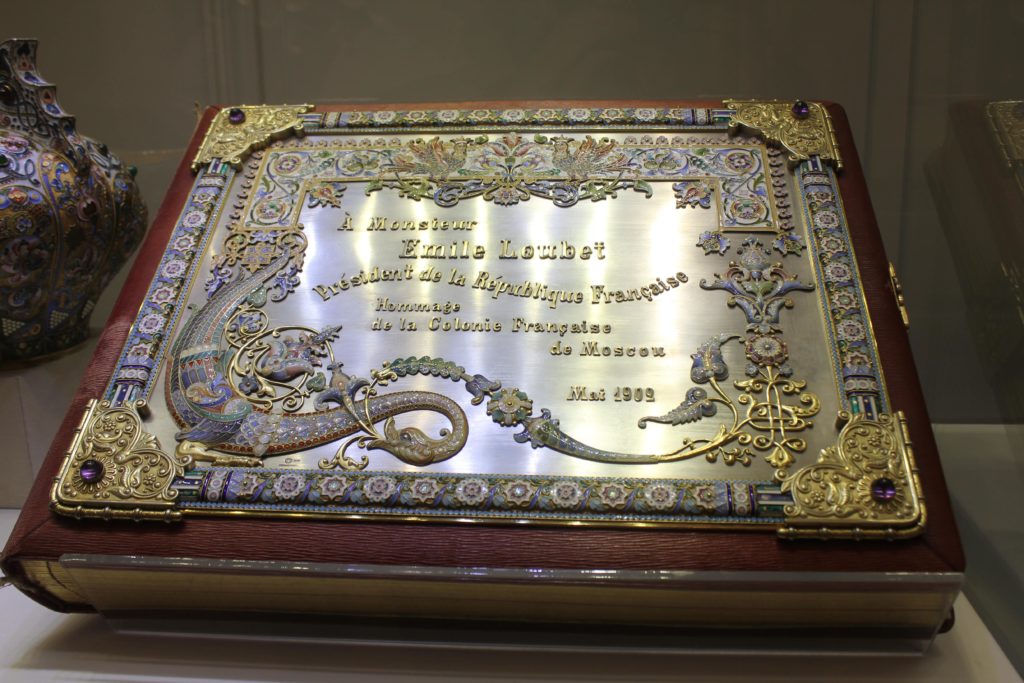 À Monsieur
Emile Loubet
Président de la République Française
Hommage
de la Colonie Française
de Moscou
Mai 1902